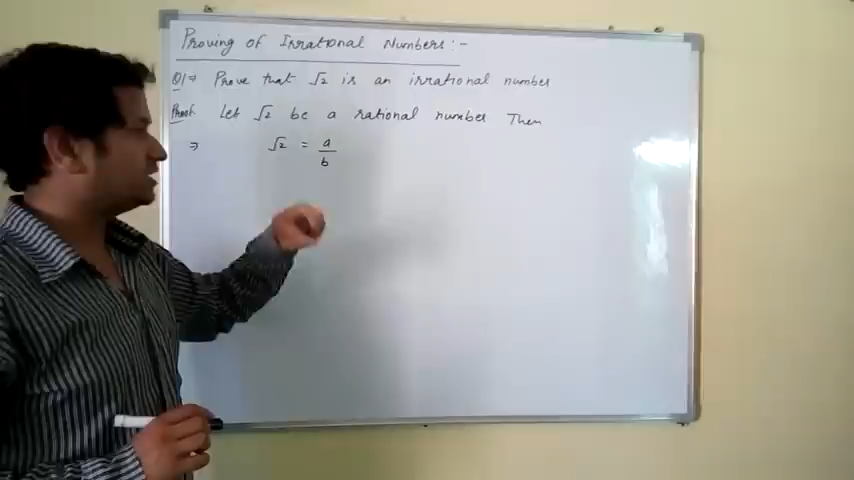 Proving of Irrational Numbers:-
Q1⇒ Prove that √2 is an irrational number
Proof: Let √2 be a rational number Then
⇒ √2 = a/b